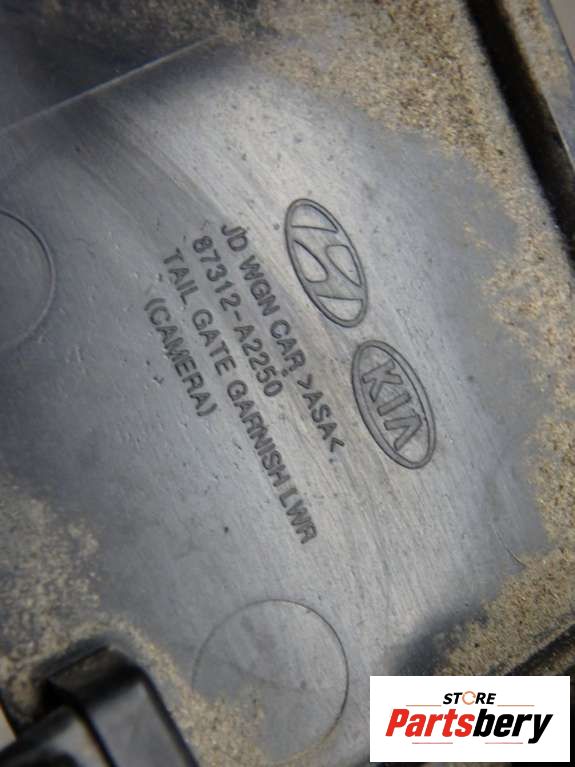 JD WGN CAR >ASA<
87312-A2250
TAIL GATE GARNISH LWR
(CAMERA)
KIA
STORE
Partsbery